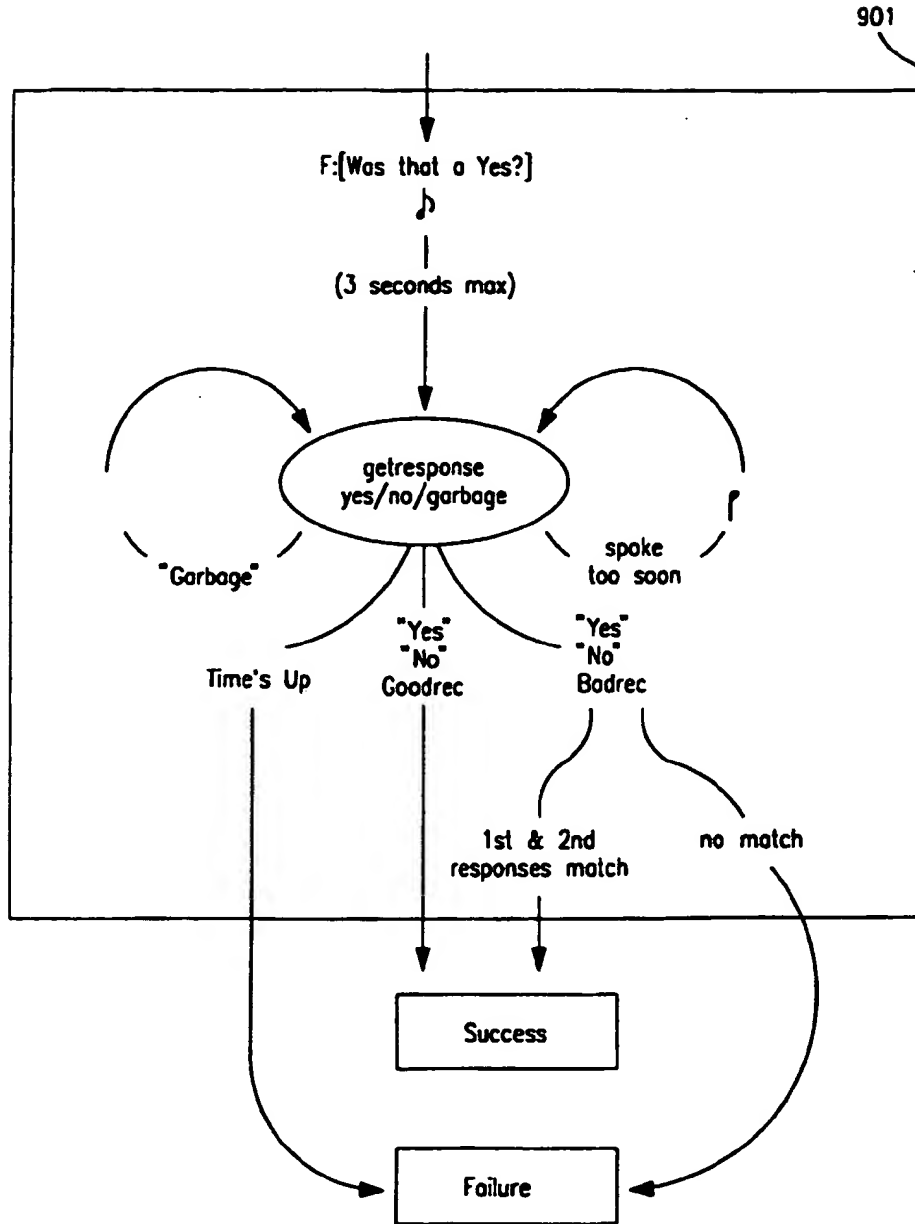 901
F:[Was that a Yes?]
(3 seconds max)
getresponse
yes/no/garbage
"Garbage"
spoke
too soon
Time's Up
"Yes"
"No"
Goodrec
"Yes"
"No"
Badrec
1st & 2nd
responses match
no match
Success
Failure